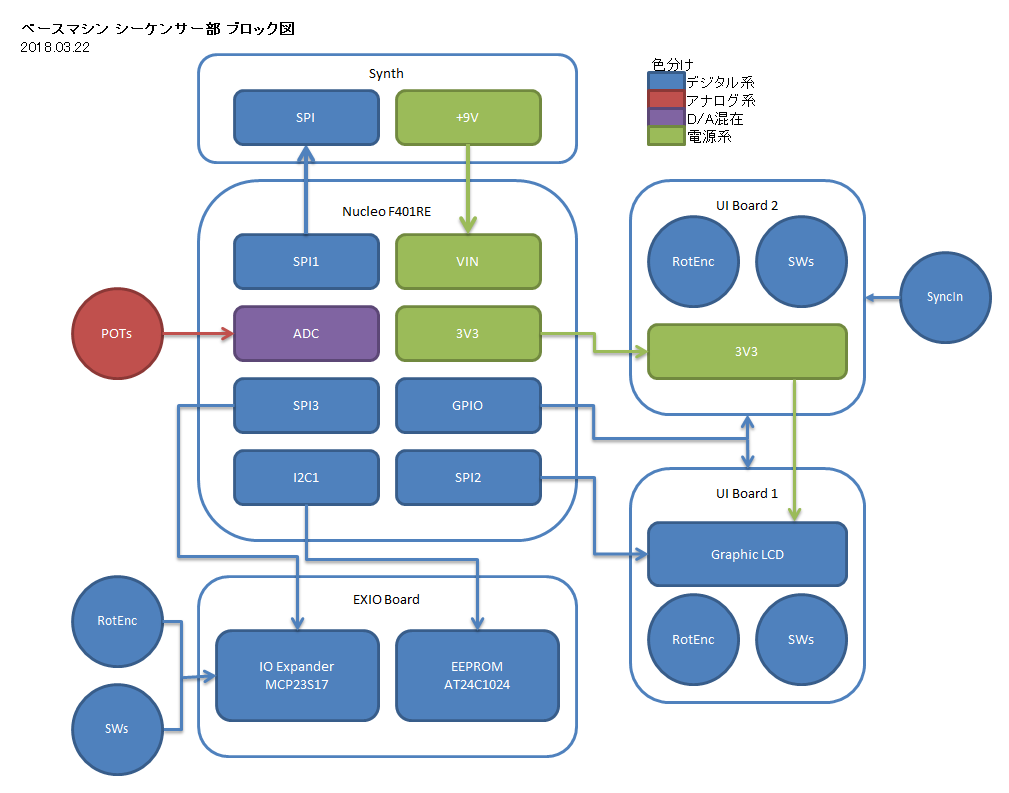 ベースマシン シーケンサー部 ブロック図
2018.03.22
色分け
デジタル系
アナログ系
D/A混在
電源系
Synth
SPI
+9V
Nucleo F401RE
SPI1
VIN
POTs
ADC
3V3
SPI3
GPIO
I2C1
SPI2
UI Board 2
RotEnc
SWs
3V3
SyncIn
UI Board 1
Graphic LCD
RotEnc
SWs
EXIO Board
RotEnc
SWs
IO Expander
MCP23S17
EEPROM
AT24C1024